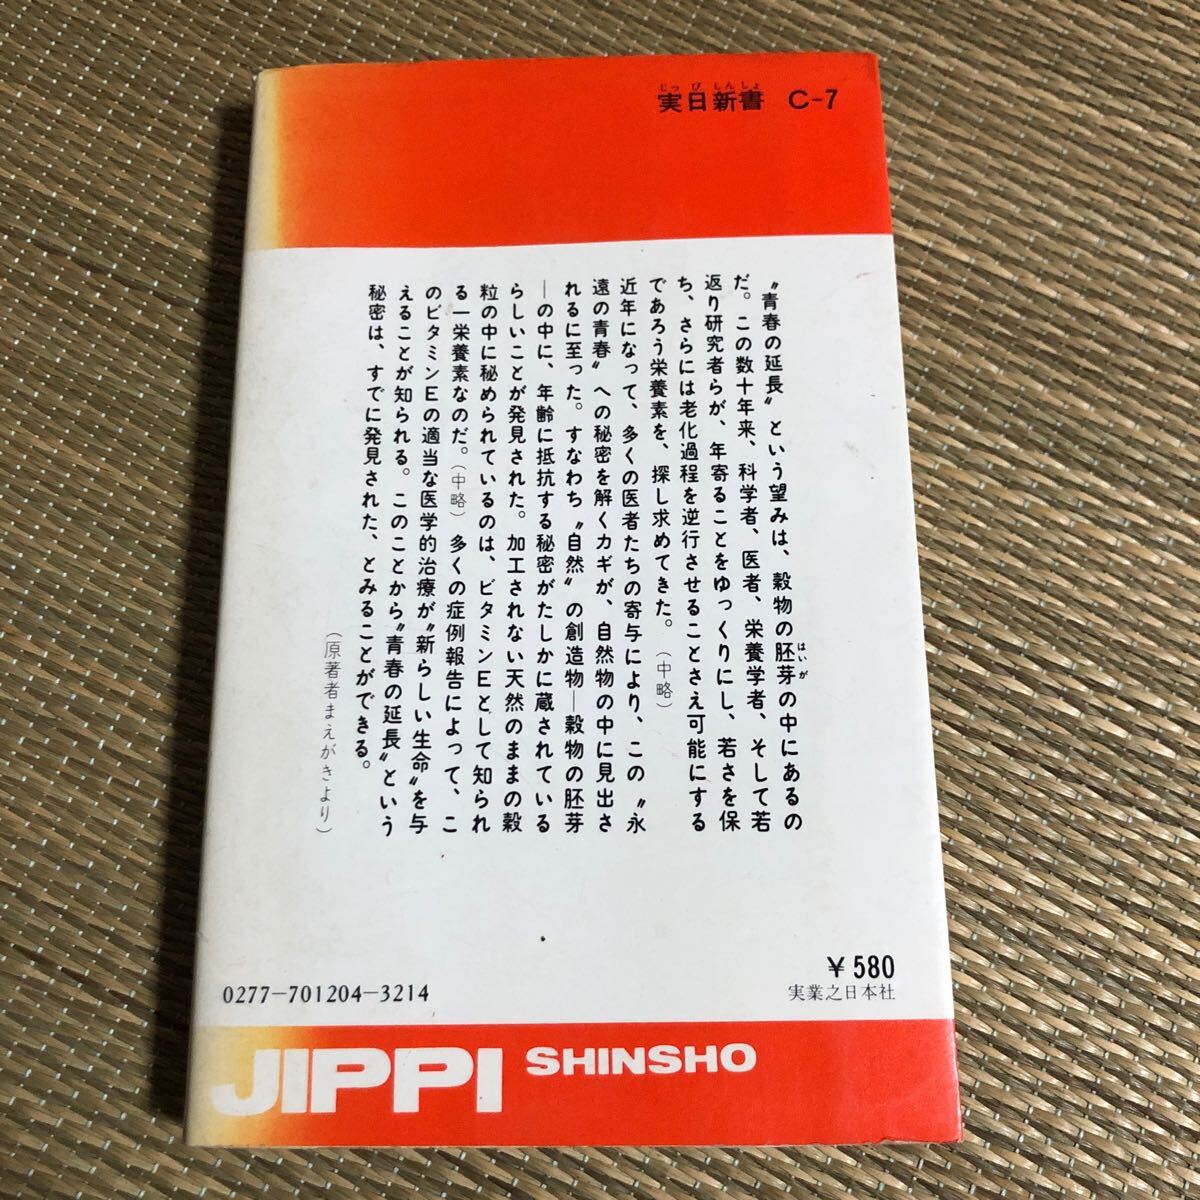 じっぴしんしょ
実日新書 C-7
〝青春の延長〟という望みは、穀物の胚芽の中にあるの
はいが
だ。この数十年来、科学者、医者、栄養学者、そして若
返り研究者らが、年寄ることをゆっくりにし、若さを保
ち、さらには老化過程を逆行させることさえ可能にする
であろう栄養素を、探し求めてきた。(中略)
近年になって、多くの医者たちの寄与により、この〝永
遠の青春〟への秘密を解くカギが、自然物の中に見出さ
れるに至った。すなわち〝自然〟の創造物―穀物の胚芽
―の中に、年齢に抵抗する秘密がたしかに蔵されている
らしいことが発見された。加工されない天然のままの穀
粒の中に秘められているのは、ビタミンEとして知られ
る一栄養素なのだ。(中略)多くの症例報告によって、こ
のビタミンEの適当な医学的治療が〝新らしい生命〟を与
えることが知られる。このことから〝青春の延長〟という
秘密は、すでに発見された、とみることができる。
(原著者まえがきより)
¥580
0277-701204-3214
実業之日本社
JIPPI SHINSHO